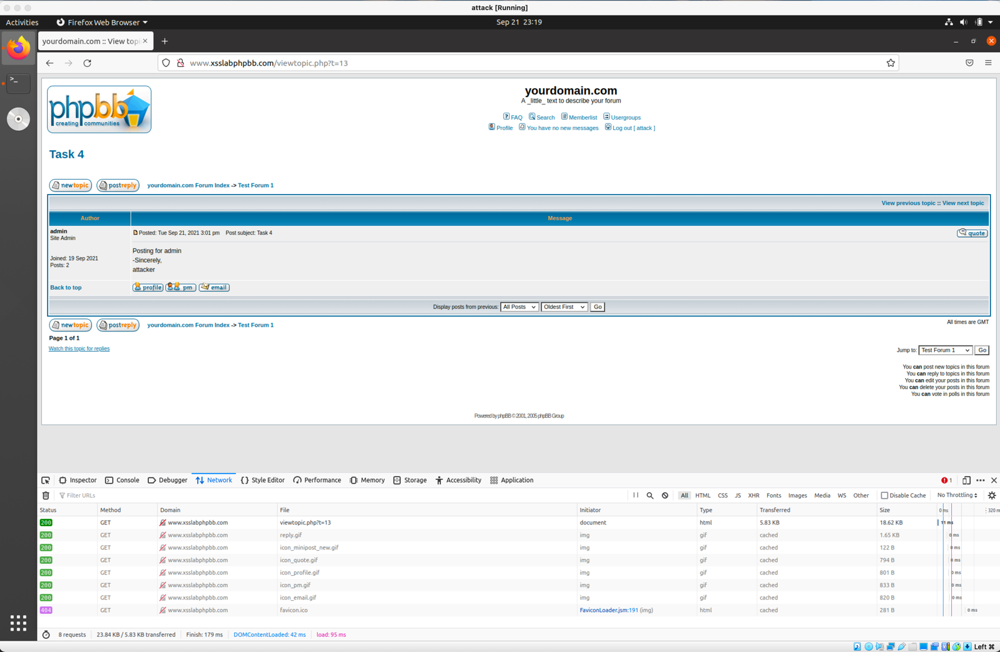 attack [Running]
Activities Firefox Web Browser Sep 21 23:19
yourdomain.com :: View topi
www.xsslabphpbb.com/viewtopic.php?t=13
phpBB
creating communities
yourdomain.com
A _little_ text to describe your forum
FAQ Search Memberlist Usergroups
Profile You have no new messages Log out [ attack ]
Task 4
newtopic postreply yourdomain.com Forum Index -> Test Forum 1
View previous topic :: View next topic
Author Message
admin
Site Admin
Joined: 19 Sep 2021
Posts: 2
Posted: Tue Sep 21, 2021 3:01 pm Post subject: Task 4 quote
Posting for admin
-Sincerely,
attacker
Back to top profile pm email
Display posts from previous: All Posts Oldest First Go
newtopic postreply yourdomain.com Forum Index -> Test Forum 1 All times are GMT
Page 1 of 1
Watch this topic for replies
Jump to: Test Forum 1 Go
You can post new topics in this forum
You can reply to topics in this forum
You can edit your posts in this forum
You can delete your posts in this forum
You can vote in polls in this forum
Powered by phpBB © 2001, 2005 phpBB Group
Inspector Console Debugger Network Style Editor Performance Memory Storage Accessibility Application 1
Filter URLs All HTML CSS JS XHR Fonts Images Media WS Other Disable Cache No Throttling
Status Method Domain File Initiator Type Transferred Size 0 ms 320 m
200 GET www.xsslabphpbb.com viewtopic.php?t=13 document html 5.83 KB 18.62 KB 11 ms
200 GET www.xsslabphpbb.com reply.gif img gif cached 1.65 KB 0 ms
200 GET www.xsslabphpbb.com icon_minipost_new.gif img gif cached 122 B 0 ms
200 GET www.xsslabphpbb.com icon_quote.gif img gif cached 794 B 0 ms
200 GET www.xsslabphpbb.com icon_profile.gif img gif cached 801 B 0 ms
200 GET www.xsslabphpbb.com icon_pm.gif img gif cached 833 B 0 ms
200 GET www.xsslabphpbb.com icon_email.gif img gif cached 820 B 0 ms
404 GET www.xsslabphpbb.com favicon.ico FaviconLoader.jsm:191 (img) html cached 281 B 0 ms
8 requests 23.84 KB / 5.83 KB transferred Finish: 179 ms DOMContentLoaded: 42 ms load: 95 ms
Left ⌘